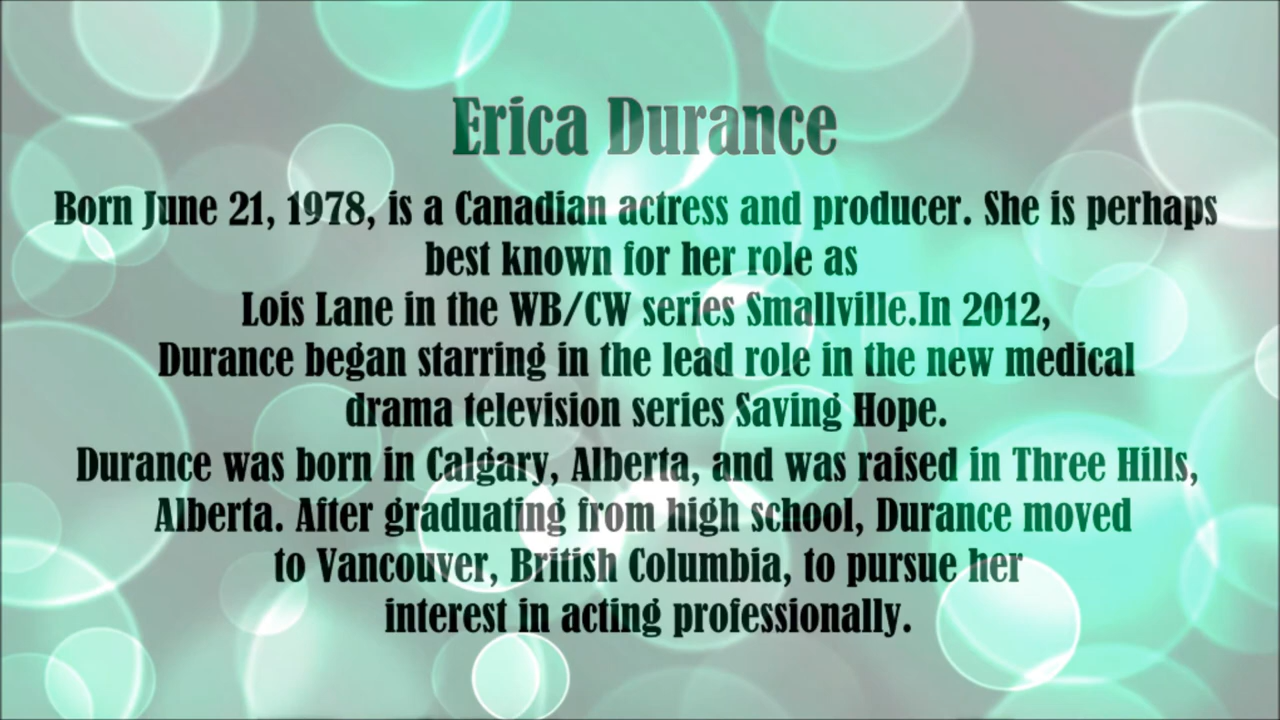 Erica Durance
Born June 21, 1978, is a Canadian actress and producer. She is perhaps
best known for her role as
Lois Lane in the WB/CW series Smallville.In 2012,
Durance began starring in the lead role in the new medical
drama television series Saving Hope.
Durance was born in Calgary, Alberta, and was raised in Three Hills,
Alberta. After graduating from high school, Durance moved
to Vancouver, British Columbia, to pursue her
interest in acting professionally.